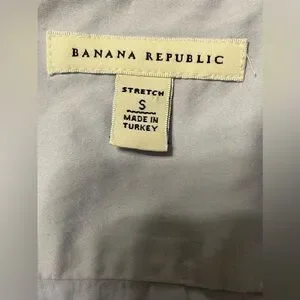 BANANA REPUBLIC
STRETCH
S
MADE IN
TURKEY